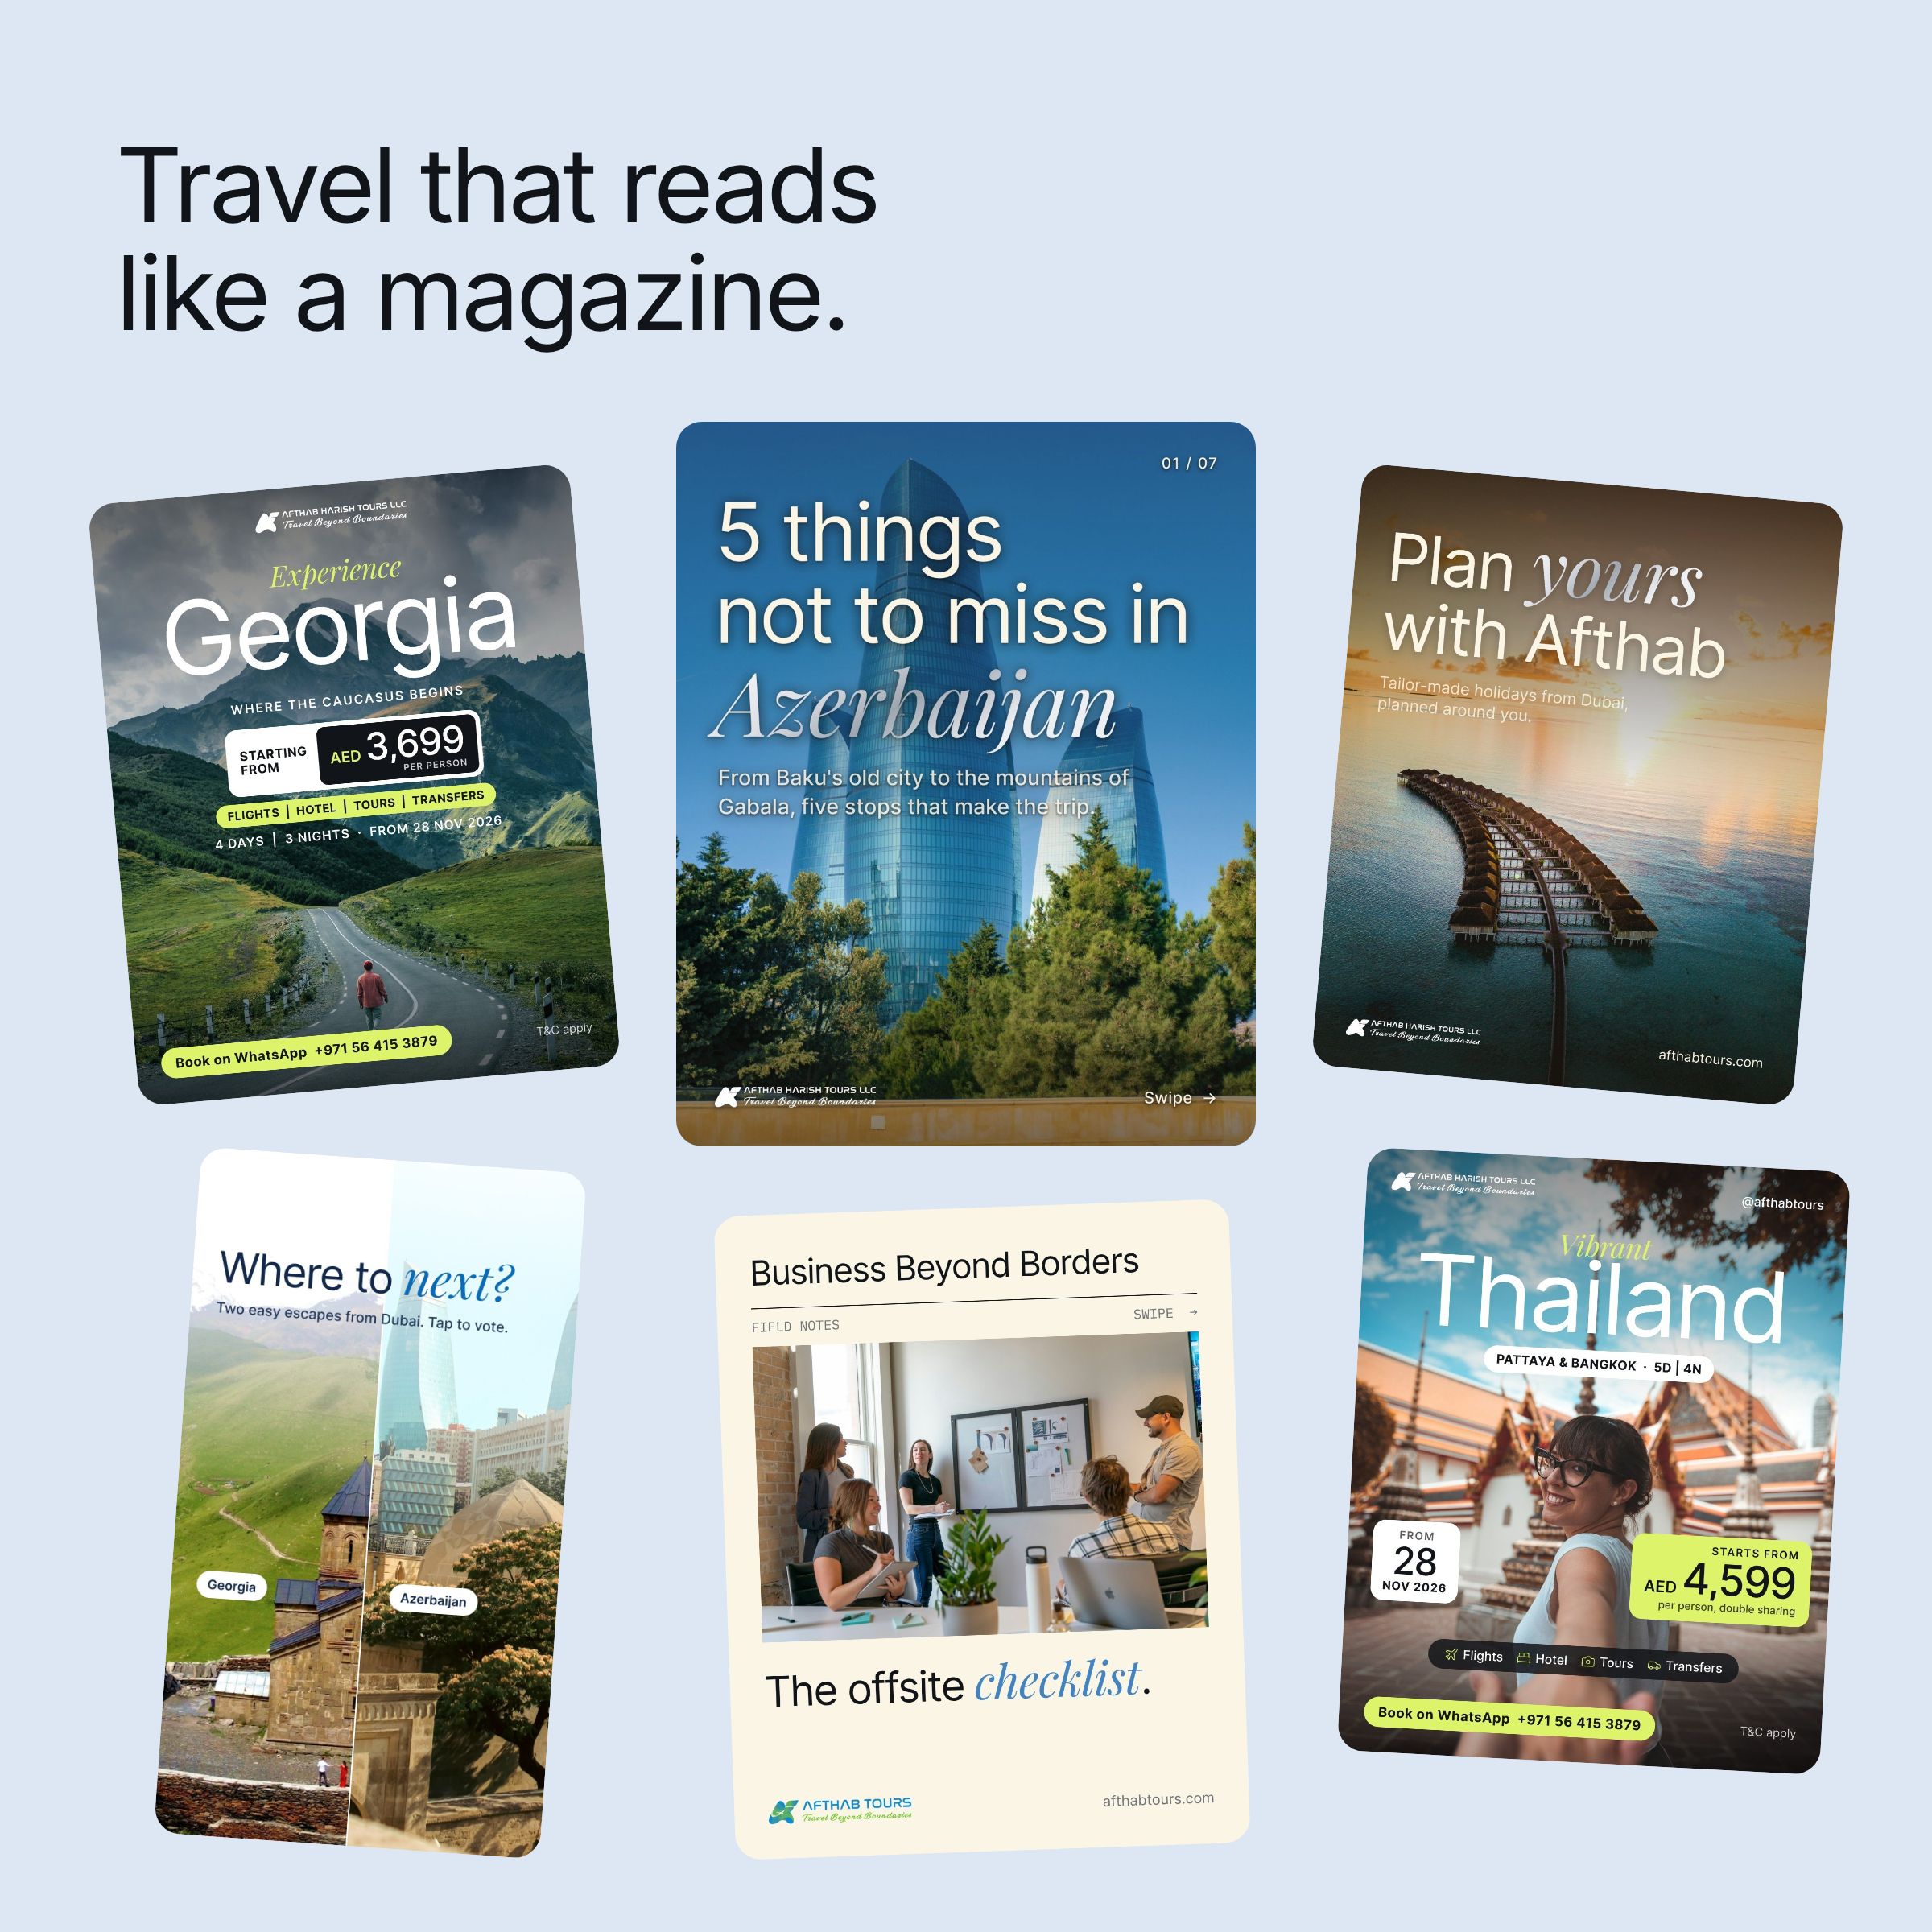 Travel that reads
like a magazine.
AFTHAB HARISH TOURS LLC
Travel Beyond Boundaries
Experience
Georgia
WHERE THE CAUCASUS BEGINS
STARTING
FROM
AED 3,699
PER PERSON
FLIGHTS | HOTEL | TOURS | TRANSFERS
4 DAYS | 3 NIGHTS · FROM 28 NOV 2026
Book on WhatsApp +971 56 415 3879
T&C apply
01 / 07
5 things
not to miss in
Azerbaijan
From Baku's old city to the mountains of
Gabala, five stops that make the trip.
AFTHAB HARISH TOURS LLC
Travel Beyond Boundaries
Swipe →
Plan yours
with Afthab
Tailor-made holidays from Dubai,
planned around you.
AFTHAB HARISH TOURS LLC
Travel Beyond Boundaries
afthabtours.com
Where to next?
Two easy escapes from Dubai. Tap to vote.
Georgia
Azerbaijan
Business Beyond Borders
FIELD NOTES
SWIPE →
The offsite checklist.
AFTHAB TOURS
Travel Beyond Boundaries
afthabtours.com
AFTHAB HARISH TOURS LLC
Travel Beyond Boundaries
@afthabtours
Vibrant
Thailand
PATTAYA & BANGKOK · 5D | 4N
FROM
28
NOV 2026
STARTS FROM
AED 4,599
per person, double sharing
Flights Hotel Tours Transfers
Book on WhatsApp +971 56 415 3879
T&C apply